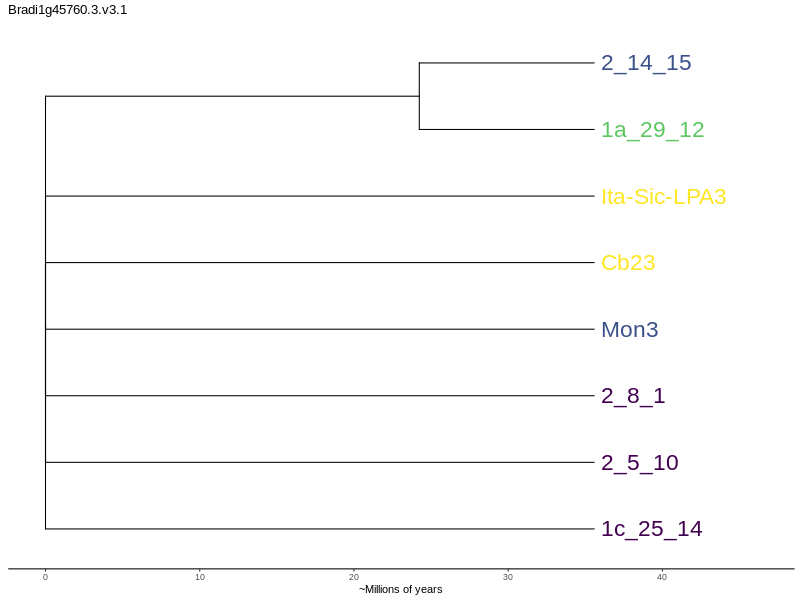 Bradi1g45760.3.v3.1
2_14_15
1a_29_12
Ita-Sic-LPA3
Cb23
Mon3
2_8_1
2_5_10
1c_25_14
0 10 20 30 40
~Millions of years